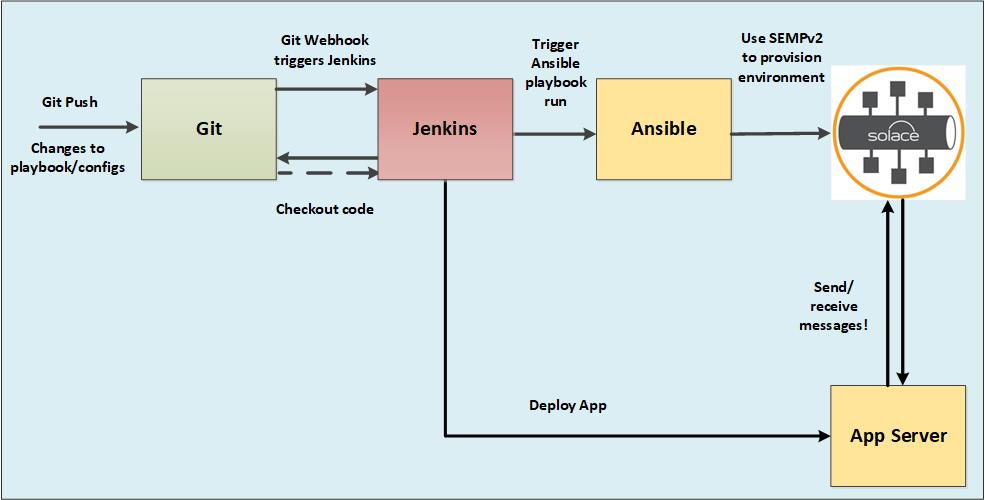 Git Webhook
triggers Jenkins
Trigger
Ansible
playbook
run
Use SEMPv2
to provision
environment
Git Push
Changes to
playbook/configs
Git
Jenkins
Ansible
solace
Checkout code
Send/
receive
messages!
Deploy App
App Server